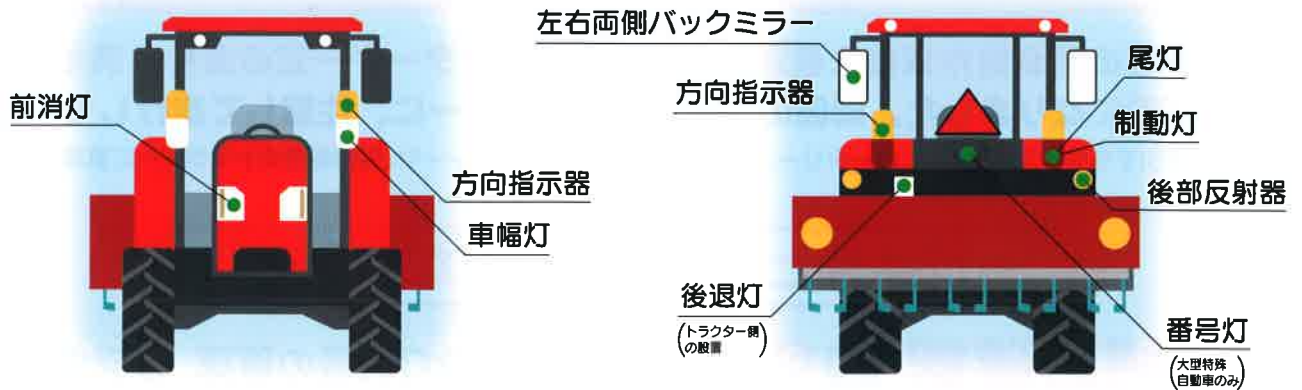 前消灯
方向指示器
車幅灯
左右両側バックミラー
方向指示器
尾灯
制動灯
後部反射器
後退灯
(トラクター側
の設置)
番号灯
(大型特殊
自動車のみ)